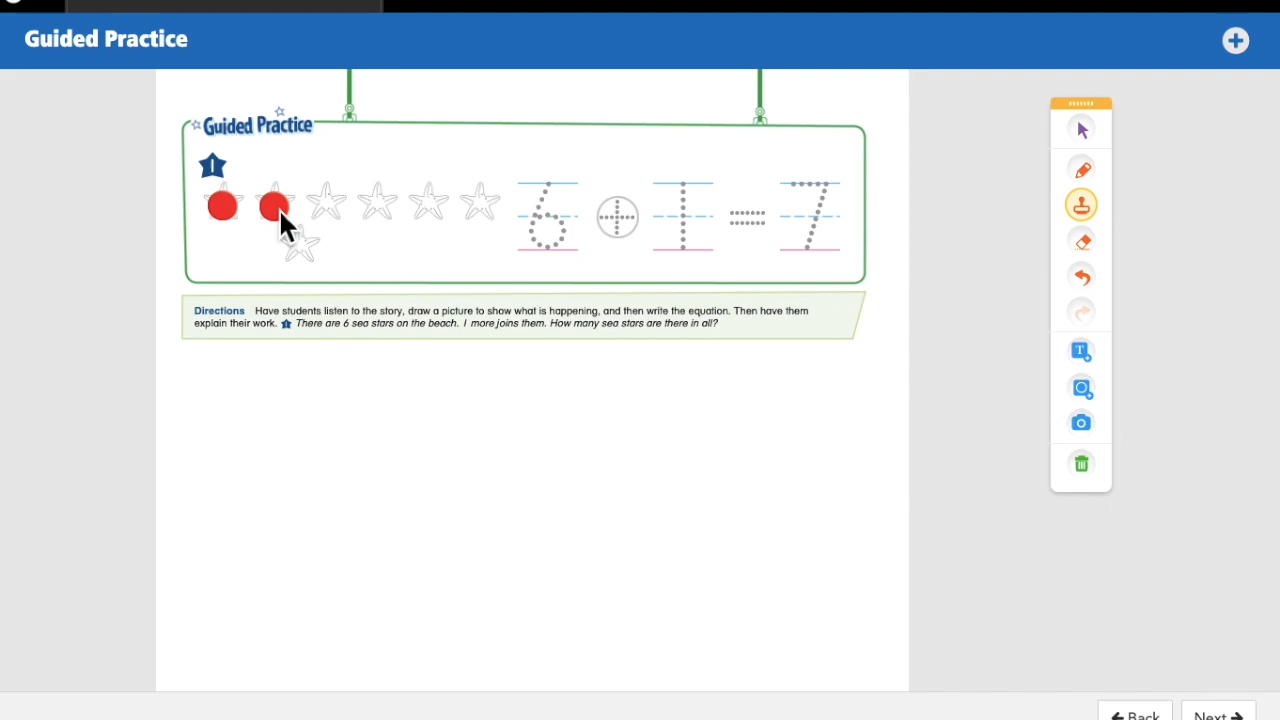 Guided Practice
Guided Practice
1
6 + 1 = 7
Directions Have students listen to the story, draw a picture to show what is happening, and then write the equation. Then have them
explain their work. 1 There are 6 sea stars on the beach. 1 more joins them. How many sea stars are there in all?
T
Back Next